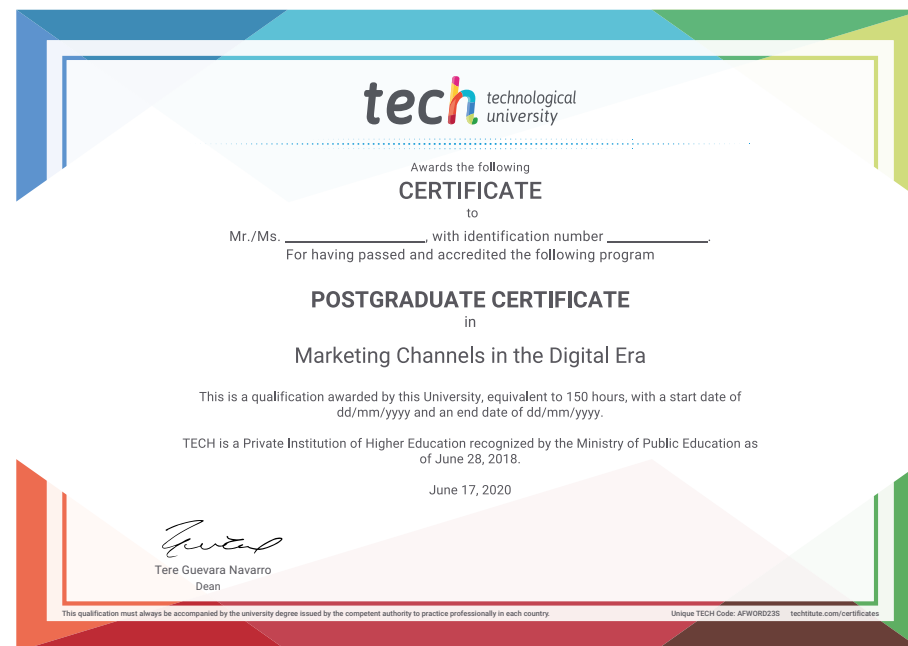 tech technological
university
Awards the following
CERTIFICATE
to
Mr./Ms. ____________, with identification number _________.
For having passed and accredited the following program
POSTGRADUATE CERTIFICATE
in
Marketing Channels in the Digital Era
This is a qualification awarded by this University, equivalent to 150 hours, with a start date of
dd/mm/yyyy and an end date of dd/mm/yyyy.
TECH is a Private Institution of Higher Education recognized by the Ministry of Public Education as
of June 28, 2018.
June 17, 2020
Tere Guevara Navarro
Dean
This qualification must always be accompanied by the university degree issued by the competent authority to practice professionally in each country. Unique TECH Code: AFWORD23S techtitute.com/certificates